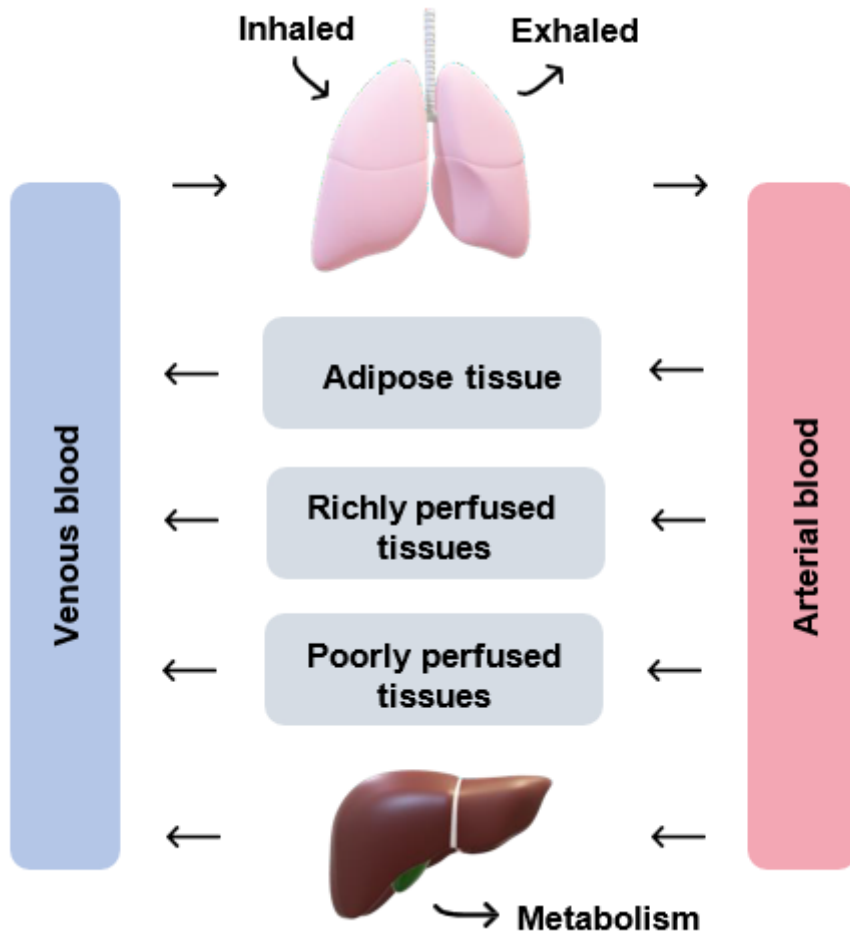 Inhaled
Exhaled
Venous blood
Adipose tissue
Richly perfused
tissues
Poorly perfused
tissues
Arterial blood
Metabolism